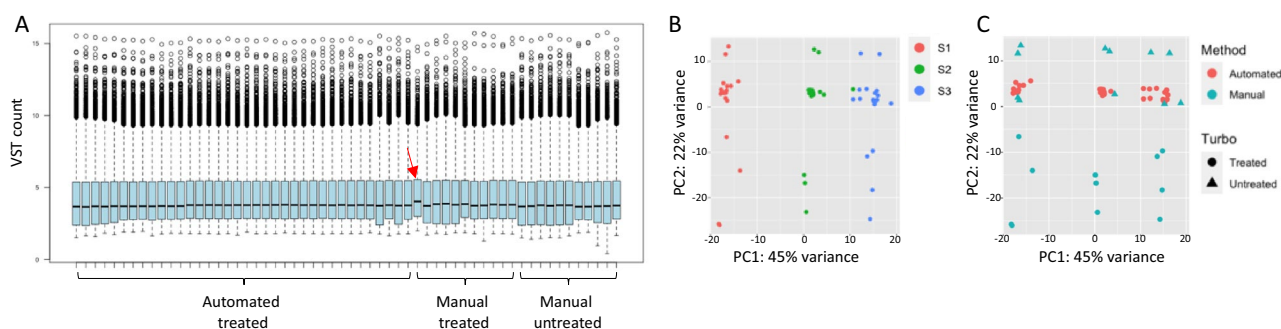 A
VST count
15
10
5
0
Automated
treated
Manual
treated
Manual
untreated
B
PC2: 22% variance
10
0
-10
-20
-20
-10
0
10
20
PC1: 45% variance
S1
S2
S3
C
PC2: 22% variance
10
0
-10
-20
-20
-10
0
10
20
PC1: 45% variance
Method
Automated
Manual
Turbo
Treated
Untreated